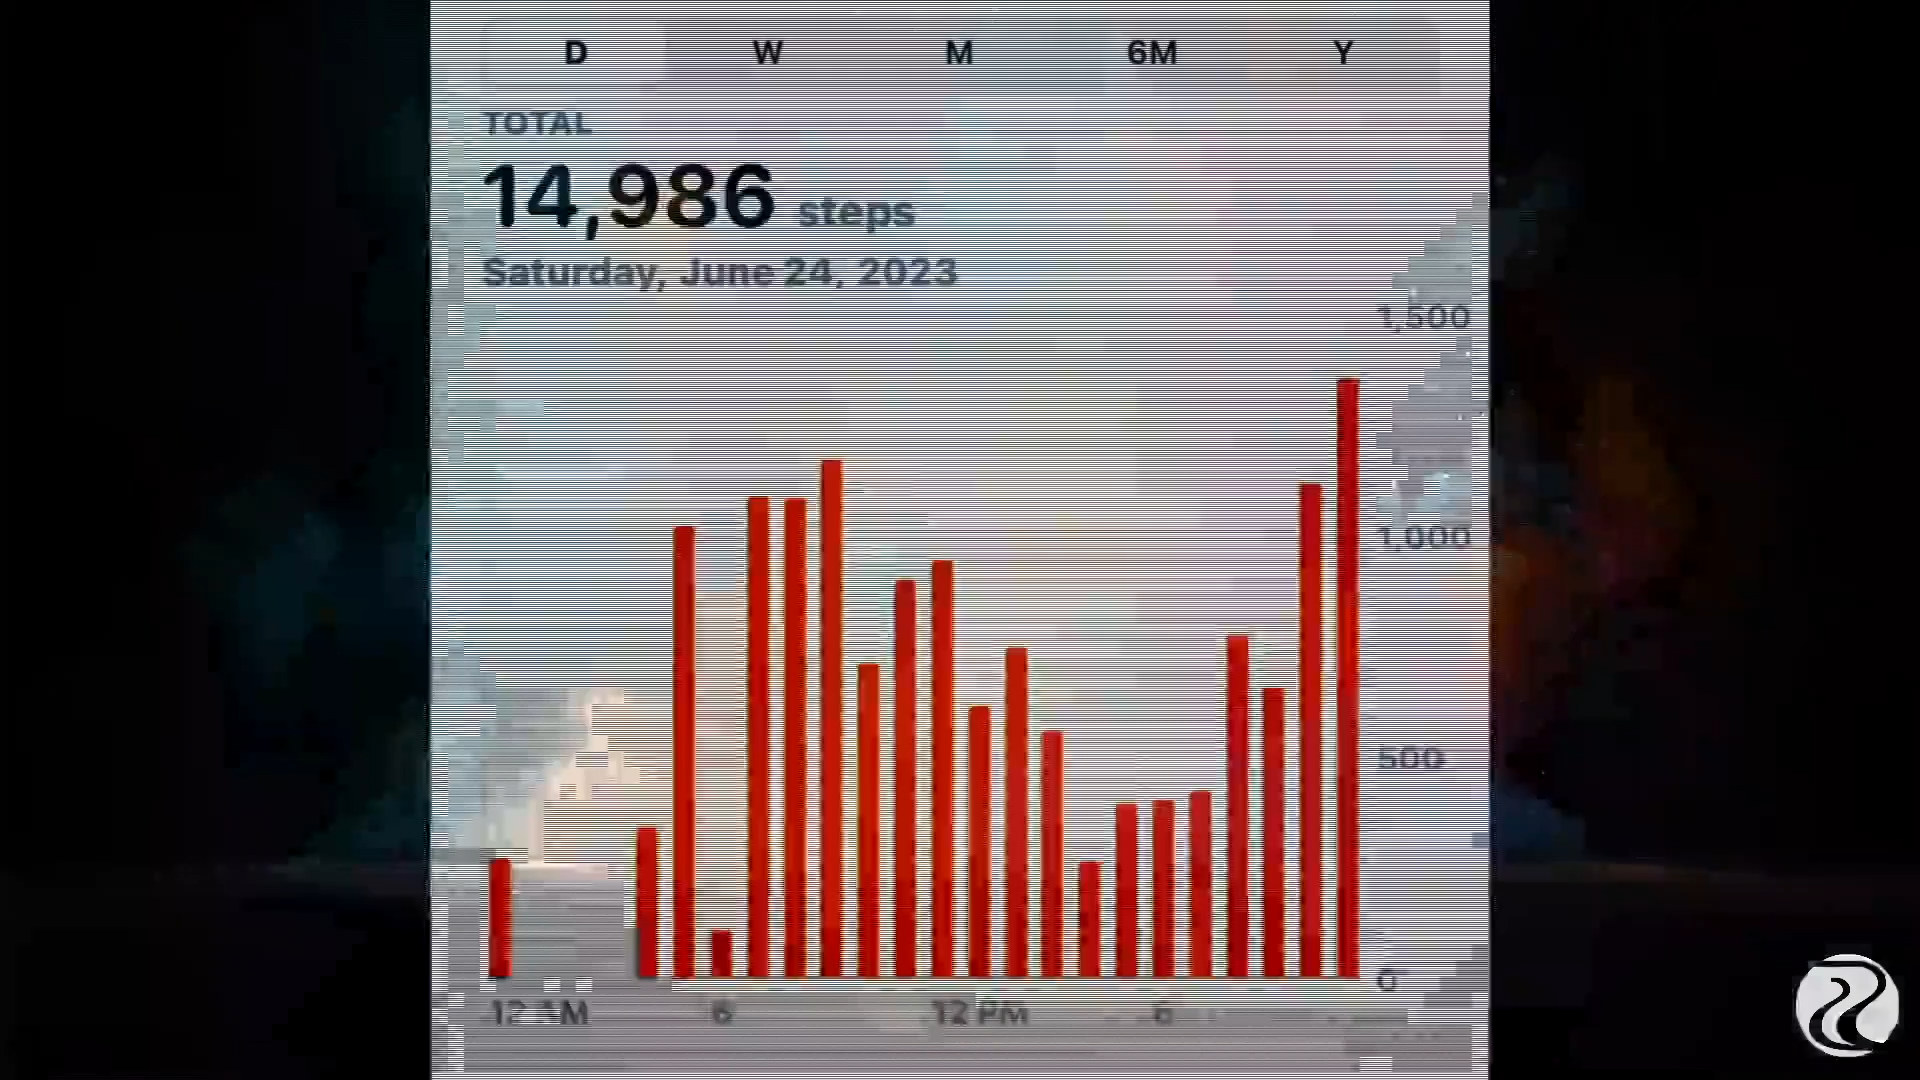 D W M 6M Y
TOTAL
14,986 steps
Saturday, June 24, 2023
1,500
1,000
500
0
12 AM 6 12 PM 6